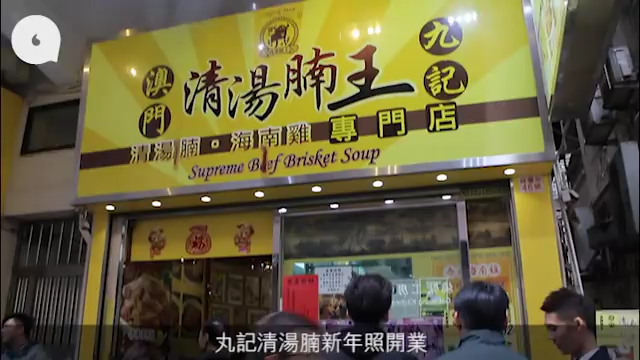 澳門
清湯腩王
丸記
清湯腩・海南雞 專門店
Supreme Beef Brisket Soup
丸記清湯腩新年照開業